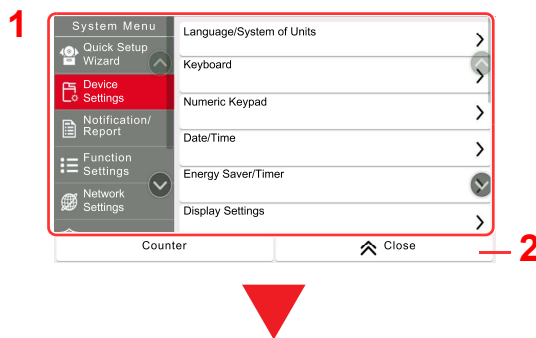 1
System Menu
Quick Setup
Wizard
Device
Settings
Notification/
Report
Function
Settings
Network
Settings
Language/System of Units
Keyboard
Numeric Keypad
Date/Time
Energy Saver/Timer
Display Settings
Counter
Close
2